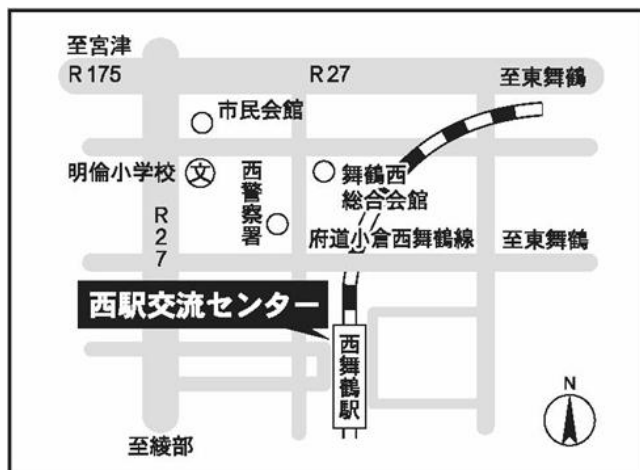 至宮津
R175
R27
至東舞鶴
市民会館
明倫小学校
文
西警察署
舞鶴西
総合会館
R27
府道小倉西舞鶴線
至東舞鶴
西駅交流センター
西舞鶴駅
N
至綾部